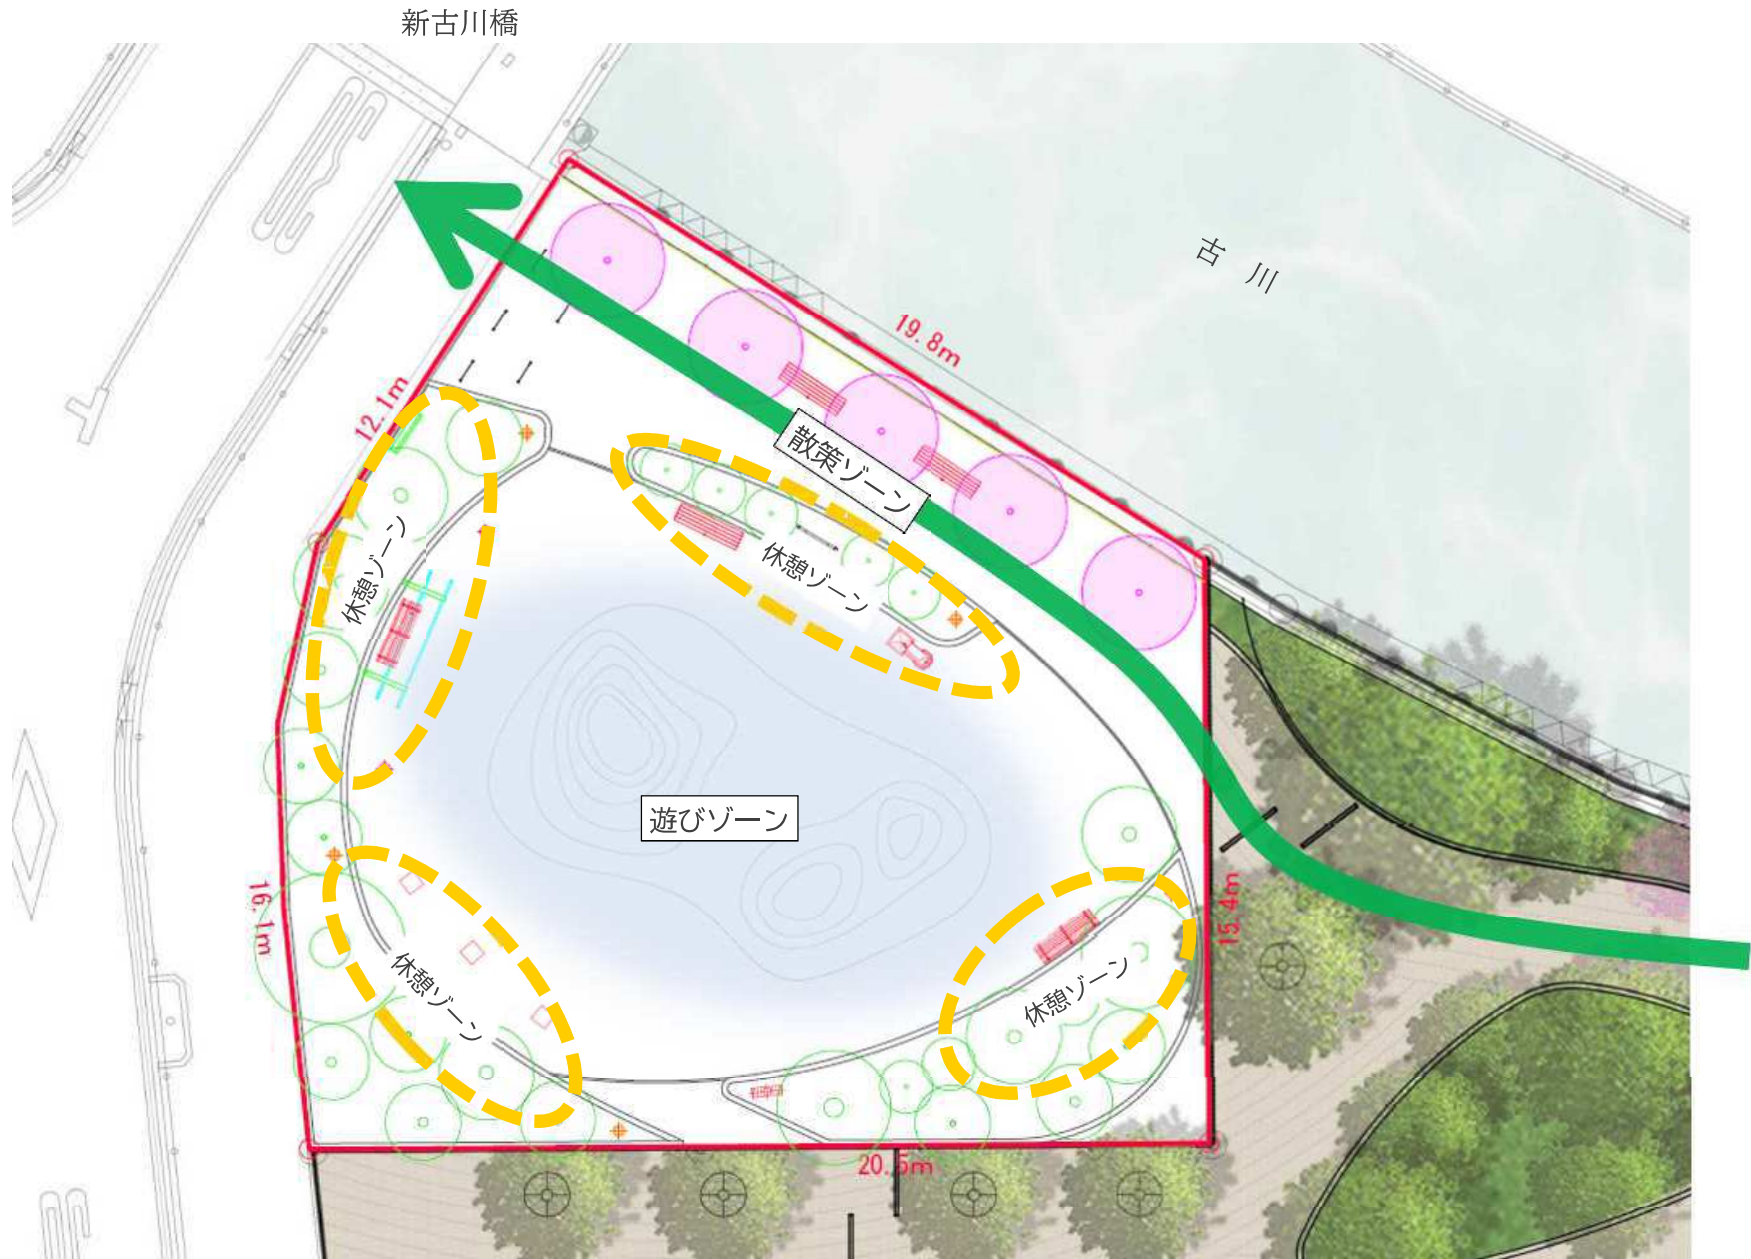 新古川橋
古川
19.8m
12.1m
散策ゾーン
休憩ゾーン
休憩ゾーン
遊びゾーン
16.1m
15.4m
休憩ゾーン
休憩ゾーン
20.5m